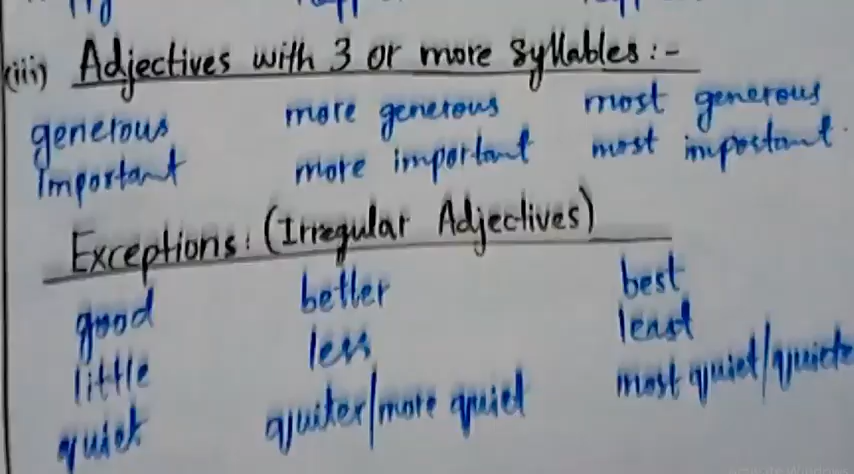 (iii) Adjectives with 3 or more syllables :-
generous more generous most generous
important more important most important.
Exceptions: (Irregular Adjectives)
good better best
little less least
quiet quiter/more quiet most quiet/